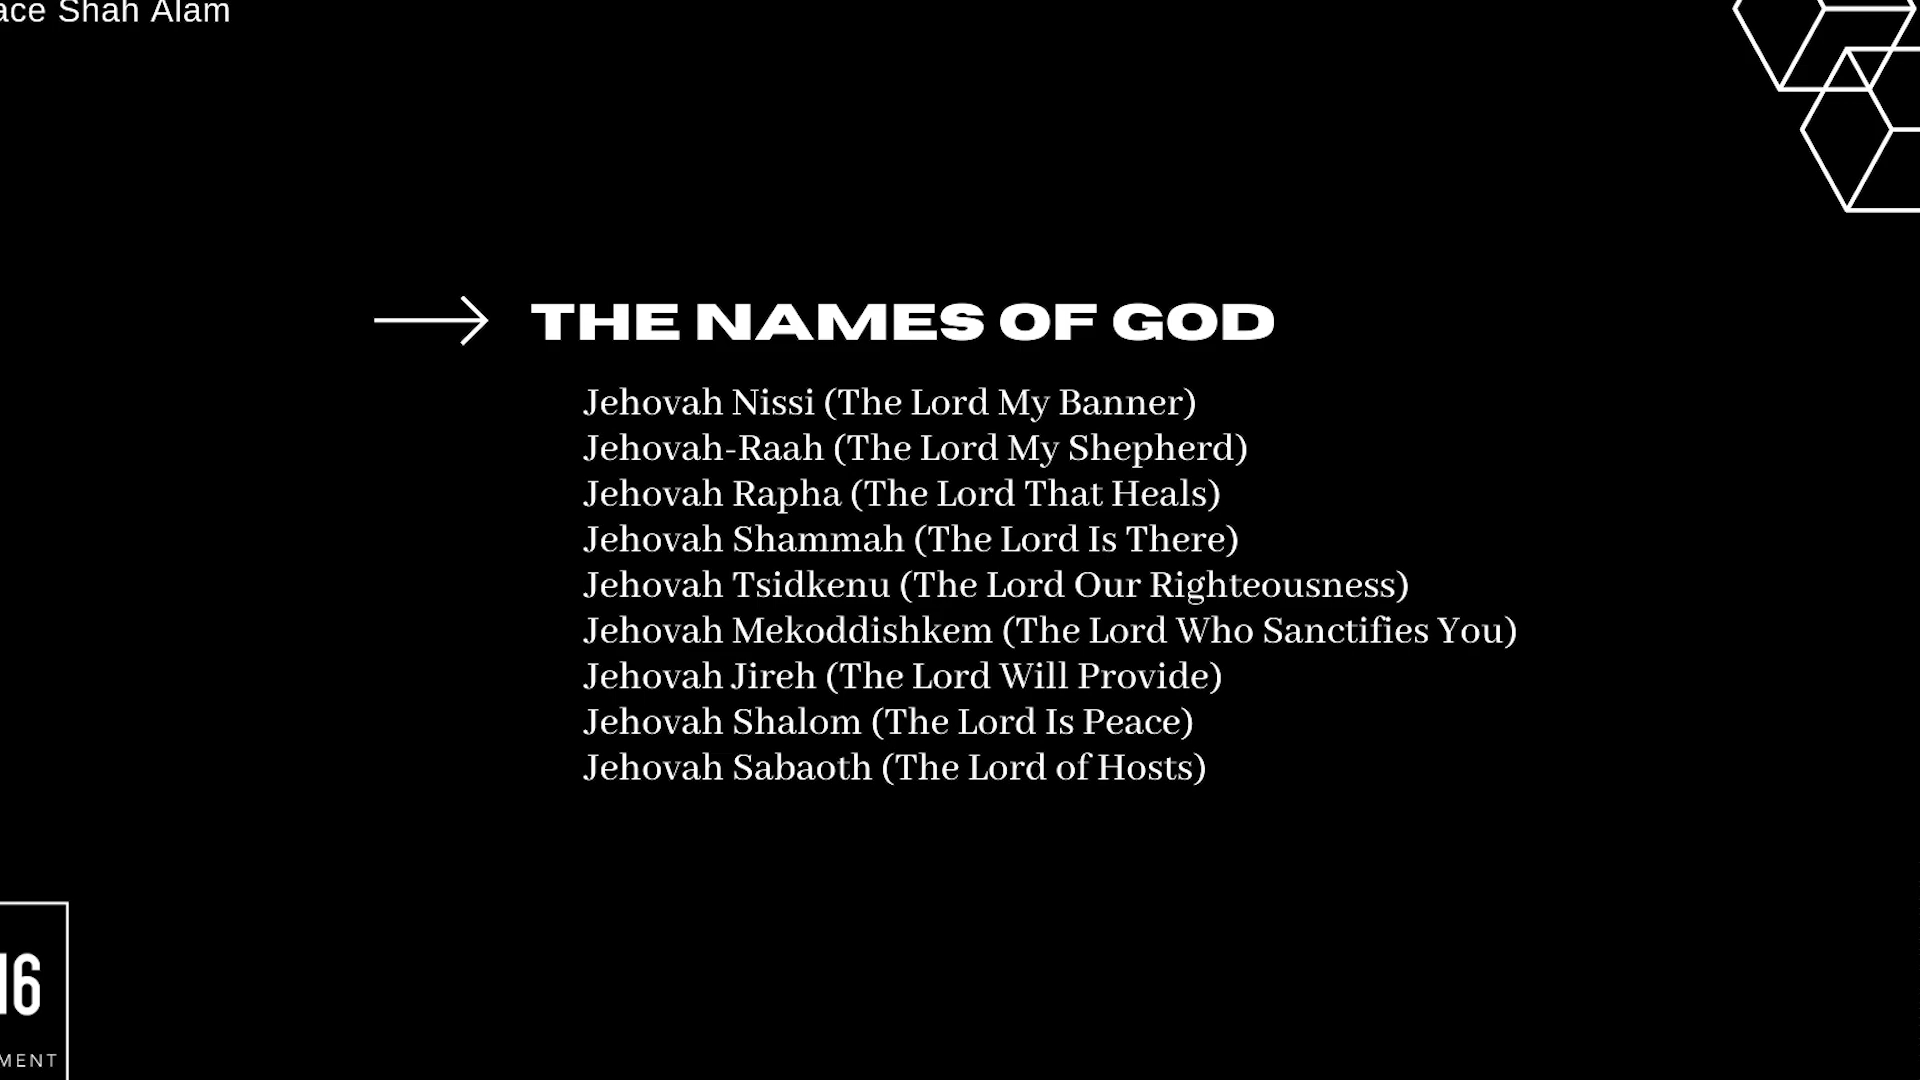 Shah Alam
THE NAMES OF GOD
Jehovah Nissi (The Lord My Banner)
Jehovah-Raah (The Lord My Shepherd)
Jehovah Rapha (The Lord That Heals)
Jehovah Shammah (The Lord Is There)
Jehovah Tsidkenu (The Lord Our Righteousness)
Jehovah Mekoddishkem (The Lord Who Sanctifies You)
Jehovah Jireh (The Lord Will Provide)
Jehovah Shalom (The Lord Is Peace)
Jehovah Sabaoth (The Lord of Hosts)
16